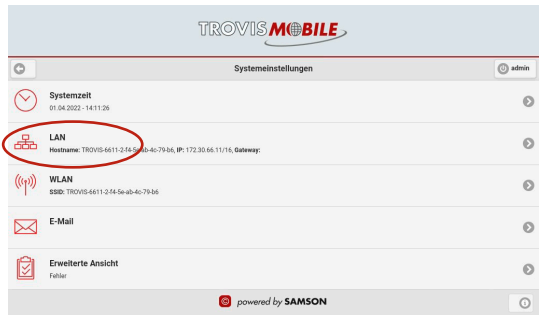 TROVIS MOBILE
Systemeinstellungen
admin
Systemzeit
01.04.2022 - 14:11:26
LAN
Hostname: TROVIS-6611-2-f4-5e-ab-4c-79-b6, IP: 172.30.66.11/16, Gateway:
WLAN
SSID: TROVIS-6611-2-f4-5e-ab-4c-79-b6
E-Mail
Erweiterte Ansicht
Fehler
© powered by SAMSON